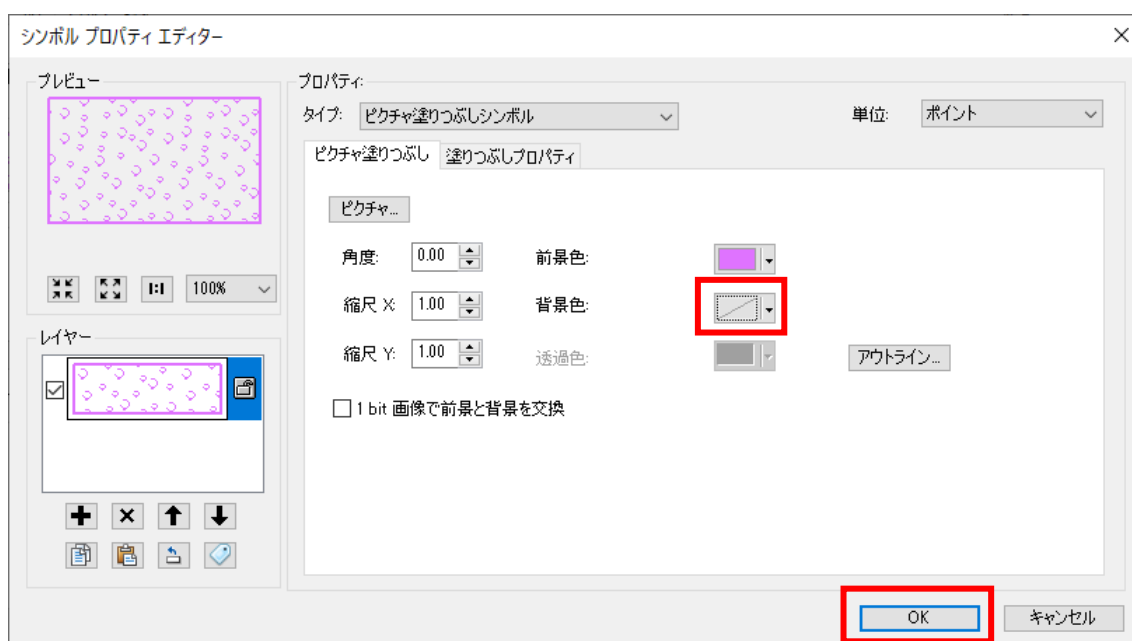 シンボル プロパティ エディター
プレビュー
100%
レイヤー
プロパティ:
タイプ: ピクチャ塗りつぶしシンボル
単位: ポイント
ピクチャ塗りつぶし 塗りつぶしプロパティ
ピクチャ...
角度: 0.00 前景色:
縮尺 X: 1.00 背景色:
縮尺 Y: 1.00 透過色: アウトライン...
1 bit 画像で前景と背景を交換
OK キャンセル